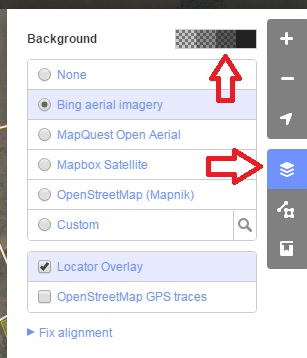 Background
None
Bing aerial imagery
MapQuest Open Aerial
Mapbox Satellite
OpenStreetMap (Mapnik)
Custom
Locator Overlay
OpenStreetMap GPS traces
Fix alignment